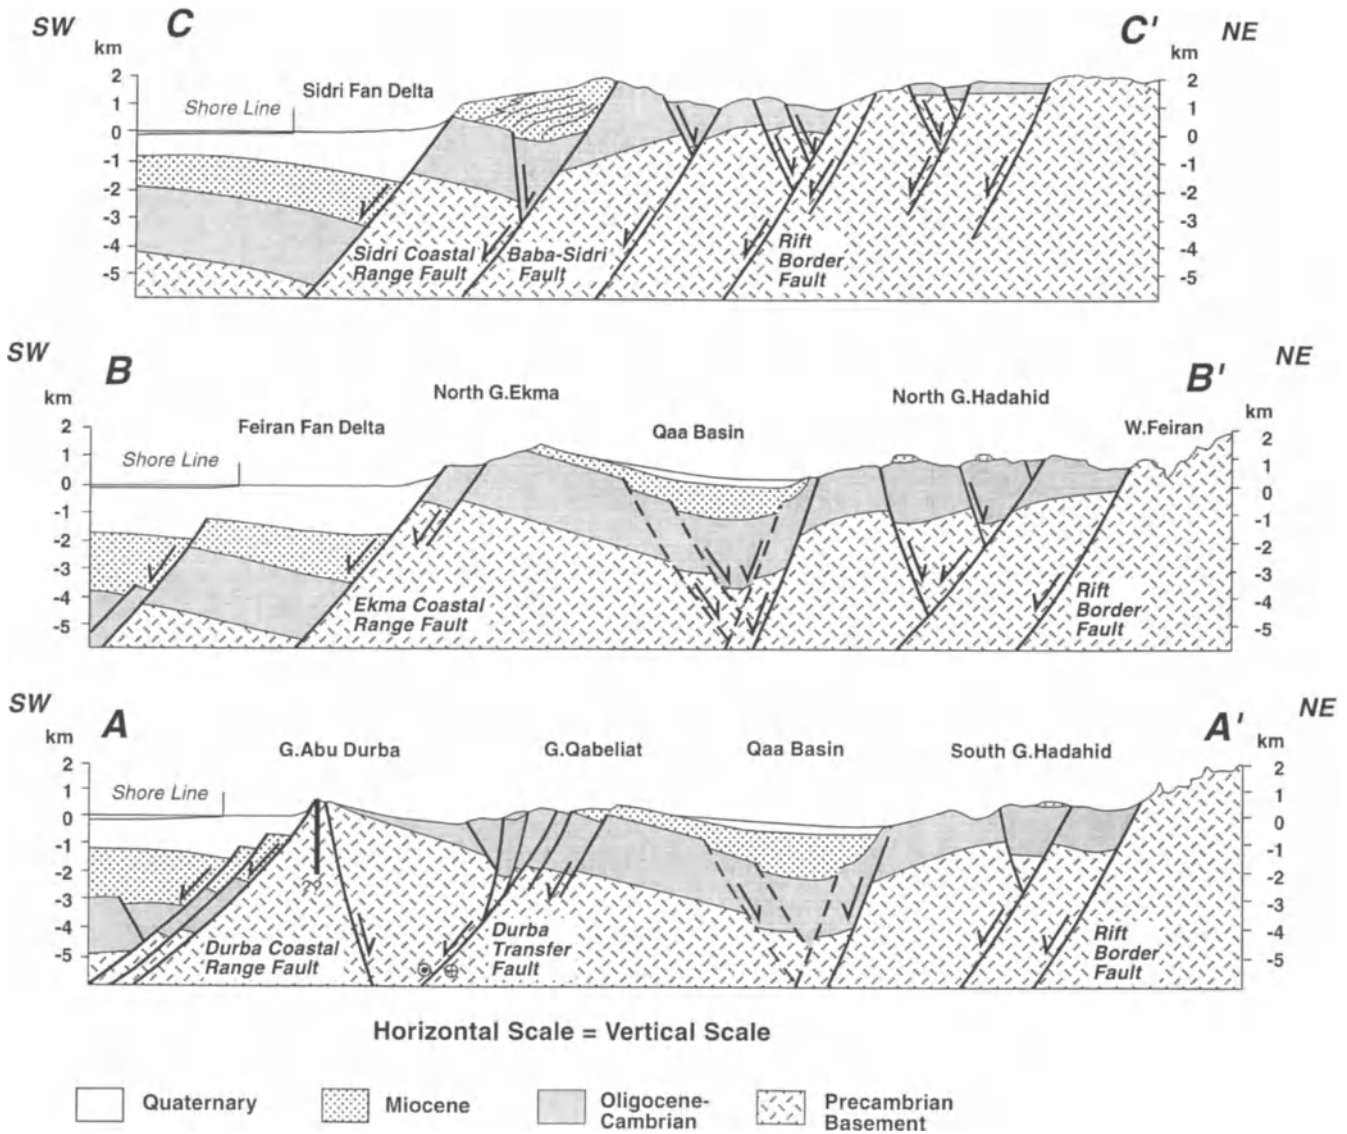 SW C C' NE
km km
Sidri Fan Delta
Shore Line
2 2
1 1
0 0
-1 -1
-2 -2
-3 -3
-4 -4
-5 -5
Sidri Coastal
Range Fault
Baba-Sidri
Fault
Rift
Border
Fault
SW B B' NE
km km
North G.Ekma
North G.Hadahid
Feiran Fan Delta
Qaa Basin
W.Feiran
Shore Line
2 2
1 1
0 0
-1 -1
-2 -2
-3 -3
-4 -4
-5 -5
Ekma Coastal
Range Fault
Rift
Border
Fault
SW A A' NE
km km
G.Abu Durba
G.Qabeliat
Qaa Basin
South G.Hadahid
Shore Line
2 2
1 1
0 0
-1 -1
-2 -2
-3 -3
-4 -4
-5 -5
??
Durba Coastal
Range Fault
Durba
Transfer
Fault
Rift
Border
Fault
Horizontal Scale = Vertical Scale
Quaternary
Miocene
Oligocene-
Cambrian
Precambrian
Basement